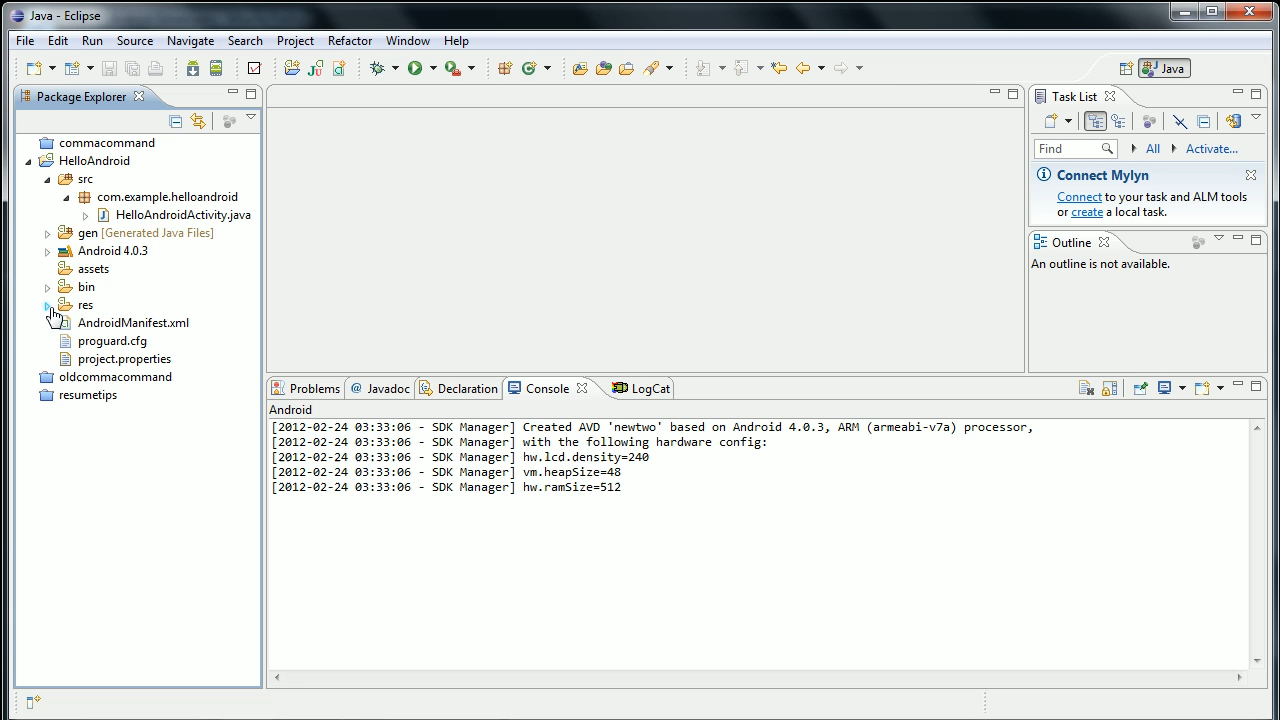 Java - Eclipse
File Edit Run Source Navigate Search Project Refactor Window Help
Java
Package Explorer
commacommand
HelloAndroid
src
com.example.helloandroid
HelloAndroidActivity.java
gen [Generated Java Files]
Android 4.0.3
assets
bin
res
AndroidManifest.xml
proguard.cfg
project.properties
oldcommacommand
resumetips
Task List
Find All Activate...
Connect Mylyn
Connect to your task and ALM tools
or create a local task.
Outline
An outline is not available.
Problems @ Javadoc Declaration Console LogCat
Android
[2012-02-24 03:33:06 - SDK Manager] Created AVD 'newtwo' based on Android 4.0.3, ARM (armeabi-v7a) processor,
[2012-02-24 03:33:06 - SDK Manager] with the following hardware config:
[2012-02-24 03:33:06 - SDK Manager] hw.lcd.density=240
[2012-02-24 03:33:06 - SDK Manager] vm.heapSize=48
[2012-02-24 03:33:06 - SDK Manager] hw.ramSize=512